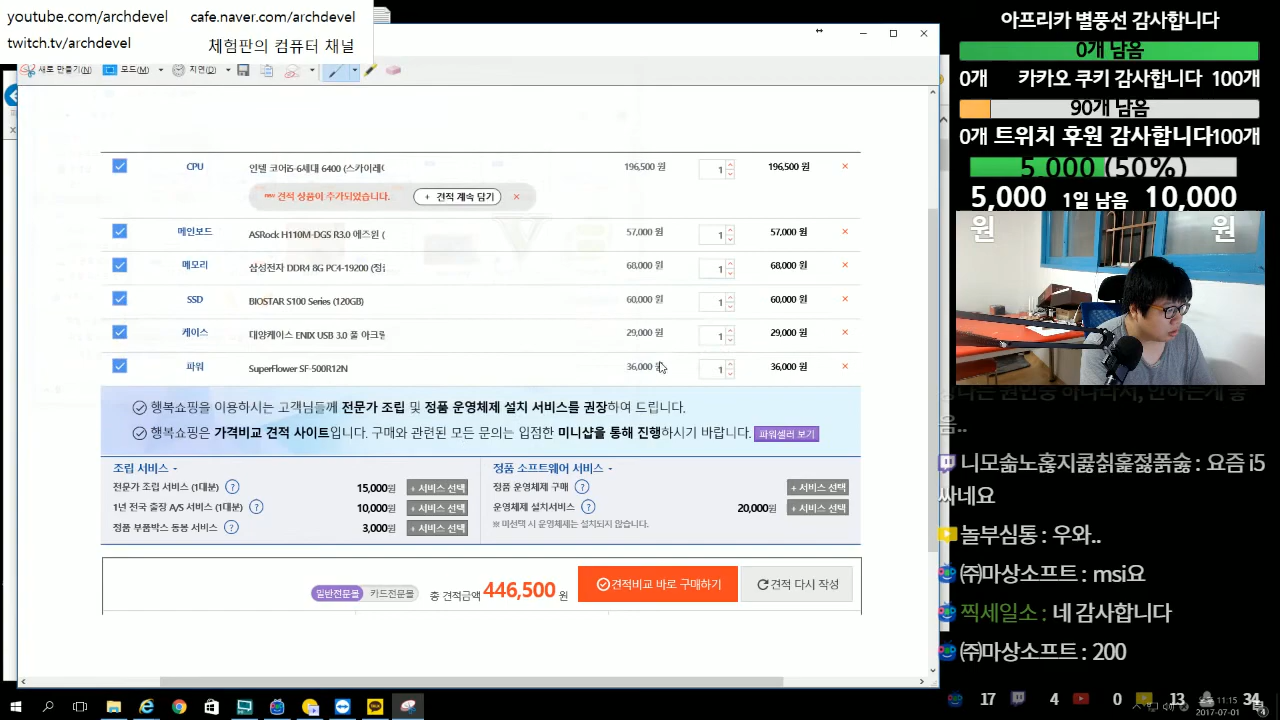 youtube.com/archdevel cafe.naver.com/archdevel
twitch.tv/archdevel 체험판의 컴퓨터 채널
새로 만들기(N) 모드(M) 지연(D)
CPU 인텔 코어i5-6세대 6400 (스카이레 196,500 원 1 196,500 원
new 견적 상품이 추가되었습니다. + 견적 계속 담기
메인보드 ASRock H110M-DGS R3.0 에즈윈 ( 57,000 원 1 57,000 원
메모리 삼성전자 DDR4 8G PC4-19200 (정 68,000 원 1 68,000 원
SSD BIOSTAR S100 Series (120GB) 60,000 원 1 60,000 원
케이스 대양케이스 ENIX USB 3.0 풀 아크릴 29,000 원 1 29,000 원
파워 SuperFlower SF-500R12N 36,000 원 1 36,000 원
행복쇼핑을 이용하시는 고객님들께 전문가 조립 및 정품 운영체제 설치 서비스를 권장하여 드립니다.
행복쇼핑은 가격비교 견적 사이트입니다. 구매와 관련된 모든 문의는 입점한 미니샵을 통해 진행하시기 바랍니다. 파워셀러 보기
조립 서비스
전문가 조립 서비스 (1대분) ? 15,000원 + 서비스 선택
1년 전국 출장 A/S 서비스 (1대분) ? 10,000원 + 서비스 선택
정품 부품박스 동봉 서비스 ? 3,000원 + 서비스 선택
정품 소프트웨어 서비스
정품 운영체제 구매 ? + 서비스 선택
운영체제 설치서비스 ? 20,000원 + 서비스 선택
※ 미선택 시 운영체제는 설치되지 않습니다.
일반전문몰 카드전문몰 총 견적금액 446,500 원 견적비교 바로 구매하기 견적 다시 작성
아프리카 별풍선 감사합니다
0개 남음
0개 카카오 쿠키 감사합니다 100개
90개 남음
0개 트위치 후원 감사합니다 100개
5,000 (50%)
5,000 1일 남음 10,000
원 원
음..
니모숢노흖지콣칡홅젏풂숧 : 요즘 i5
싸네요
놀부심통 : 우와..
㈜마상소프트 : msi요
찍세일소 : 네 감사합니다
㈜마상소프트 : 200
17 4 0 13 34
오전 11:15
2017-07-01